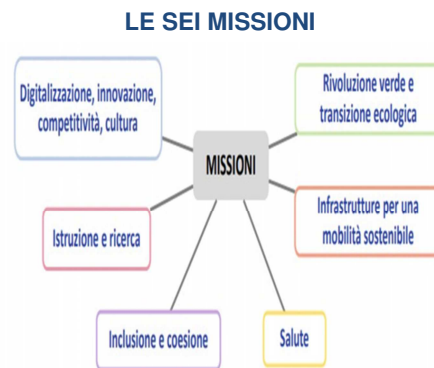 LE SEI MISSIONI
Digitalizzazione, innovazione,
competitività, cultura
Rivoluzione verde e
transizione ecologica
MISSIONI
Istruzione e ricerca
Infrastrutture per una
mobilità sostenibile
Inclusione e coesione
Salute